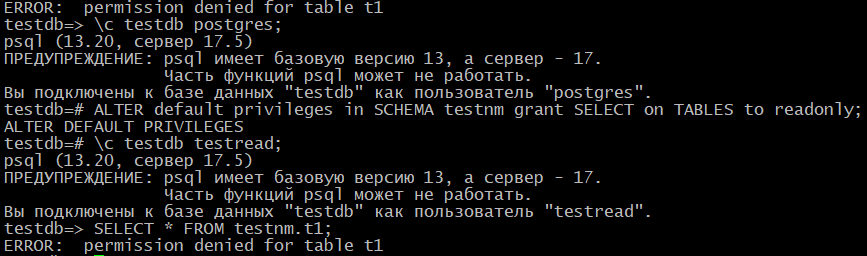 ERROR:  permission denied for table t1
testdb=> \c testdb postgres;
psql (13.20, сервер 17.5)
ПРЕДУПРЕЖДЕНИЕ: psql имеет базовую версию 13, а сервер - 17.
                Часть функций psql может не работать.
Вы подключены к базе данных "testdb" как пользователь "postgres".
testdb=# ALTER default privileges in SCHEMA testnm grant SELECT on TABLES to readonly;
ALTER DEFAULT PRIVILEGES
testdb=# \c testdb testread;
psql (13.20, сервер 17.5)
ПРЕДУПРЕЖДЕНИЕ: psql имеет базовую версию 13, а сервер - 17.
                Часть функций psql может не работать.
Вы подключены к базе данных "testdb" как пользователь "testread".
testdb=> SELECT * FROM testnm.t1;
ERROR:  permission denied for table t1